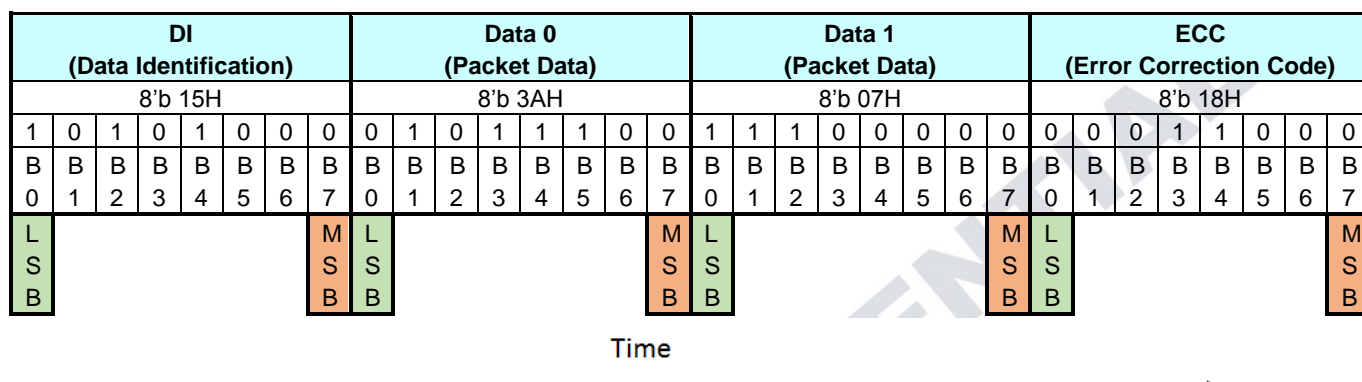 DI Data 0 Data 1 ECC
(Data Identification) (Packet Data) (Packet Data) (Error Correction Code)
8’b 15H 8’b 3AH 8’b 07H 8’b 18H
1 0 1 0 1 0 0 0 0 1 0 1 1 1 0 0 1 1 1 0 0 0 0 0 0 0 0 1 1 0 0 0
B B B B B B B B B B B B B B B B B B B B B B B B B B B B B B B B
0 1 2 3 4 5 6 7 0 1 2 3 4 5 6 7 0 1 2 3 4 5 6 7 0 1 2 3 4 5 6 7
L M L M L M L M
S S S S S S S S
B B B B B B B B
Time